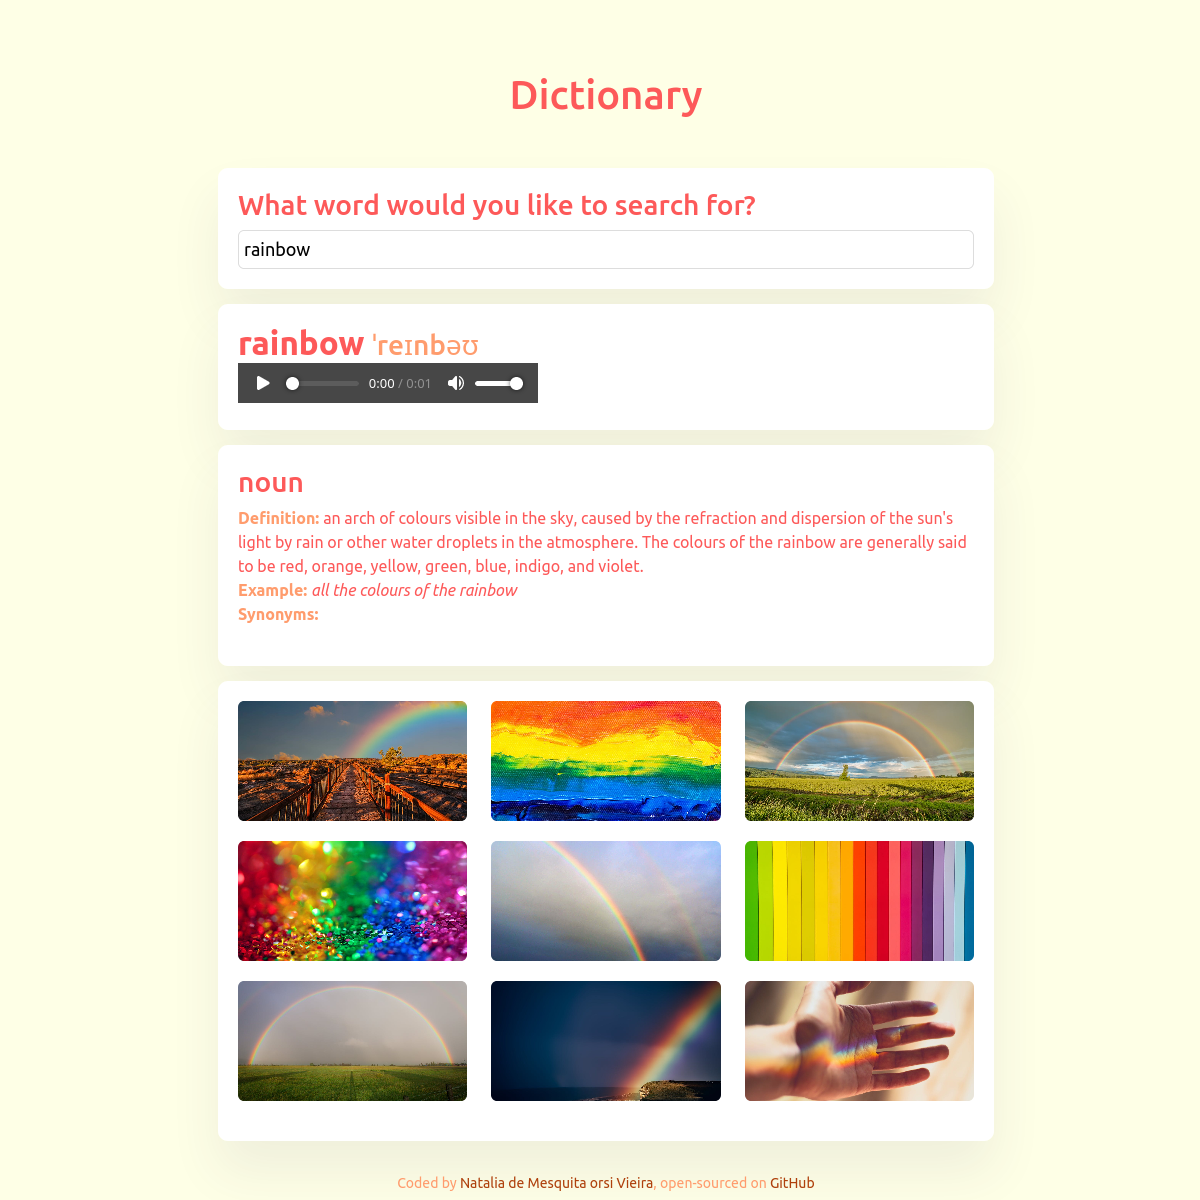 Dictionary
What word would you like to search for?
rainbow
rainbow ˈreɪnbəʊ
0:00 / 0:01
noun
Definition: an arch of colours visible in the sky, caused by the refraction and dispersion of the sun's
light by rain or other water droplets in the atmosphere. The colours of the rainbow are generally said
to be red, orange, yellow, green, blue, indigo, and violet.
Example: all the colours of the rainbow
Synonyms:
Coded by Natalia de Mesquita orsi Vieira, open-sourced on GitHub